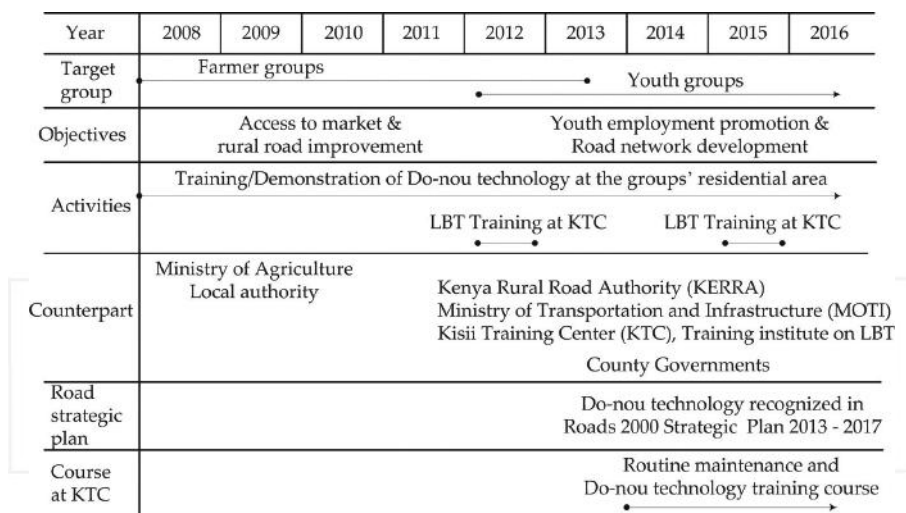 Year 2008 2009 2010 2011 2012 2013 2014 2015 2016
Target group
Farmer groups
Youth groups
Objectives
Access to market &
rural road improvement
Youth employment promotion &
Road network development
Activities
Training/Demonstration of Do-nou technology at the groups' residential area
LBT Training at KTC
LBT Training at KTC
Counterpart
Ministry of Agriculture
Local authority
Kenya Rural Road Authority (KERRA)
Ministry of Transportation and Infrastructure (MOTI)
Kisii Training Center (KTC), Training institute on LBT
County Governments
Road
strategic
plan
Do-nou technology recognized in
Roads 2000 Strategic Plan 2013 - 2017
Course
at KTC
Routine maintenance and
Do-nou technology training course